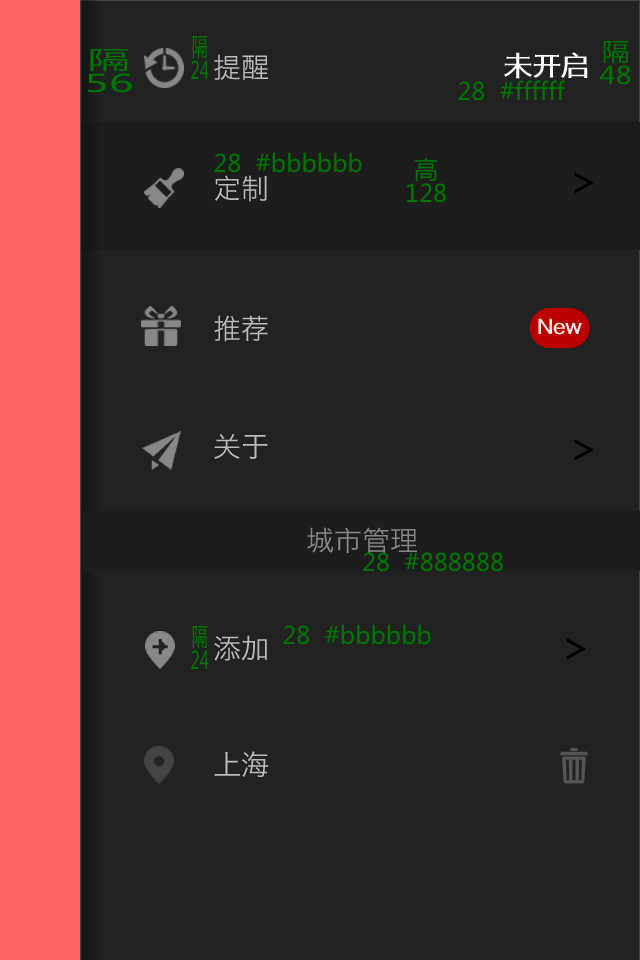 隔
56
隔
24
提醒
未开启
隔
48
28 #ffffff
28 #bbbbbb
定制
高
128
>
推荐
New
关于
>
城市管理
28 #888888
隔
24
添加
28 #bbbbbb
>
上海